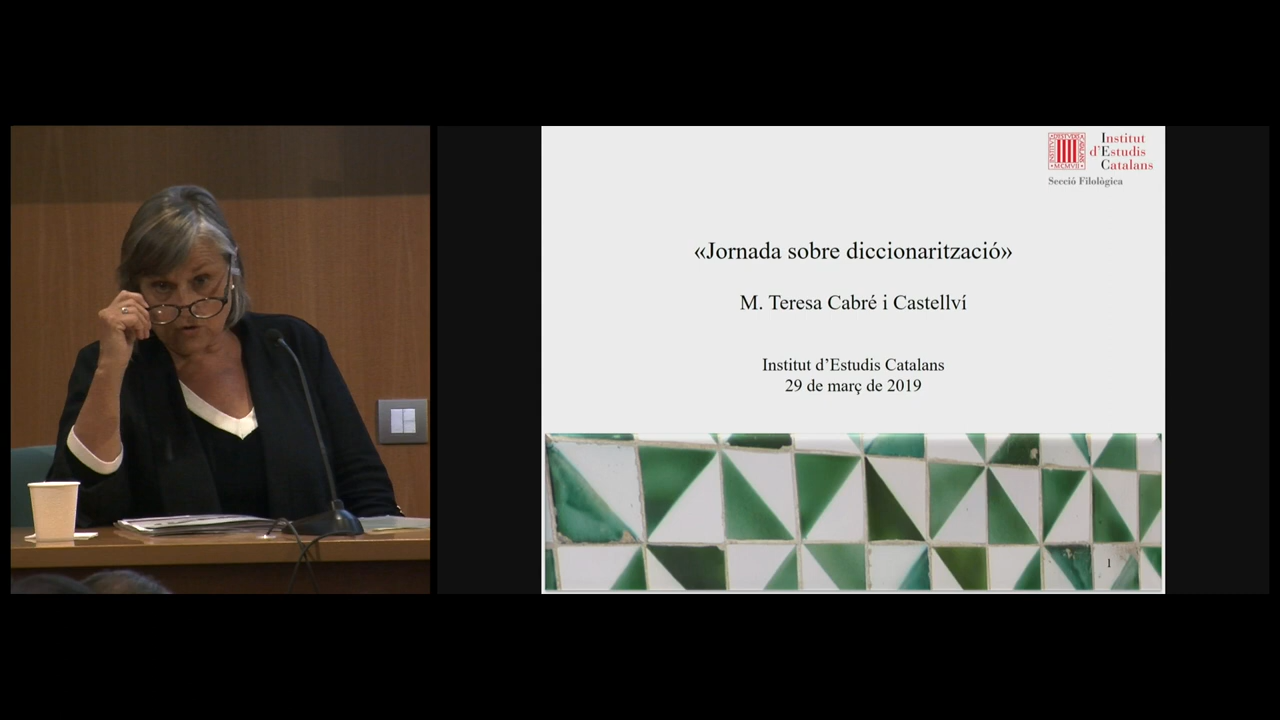 Institut
d'Estudis
Catalans
Secció Filològica
«Jornada sobre diccionarització»
M. Teresa Cabré i Castellví
Institut d'Estudis Catalans
29 de març de 2019
1